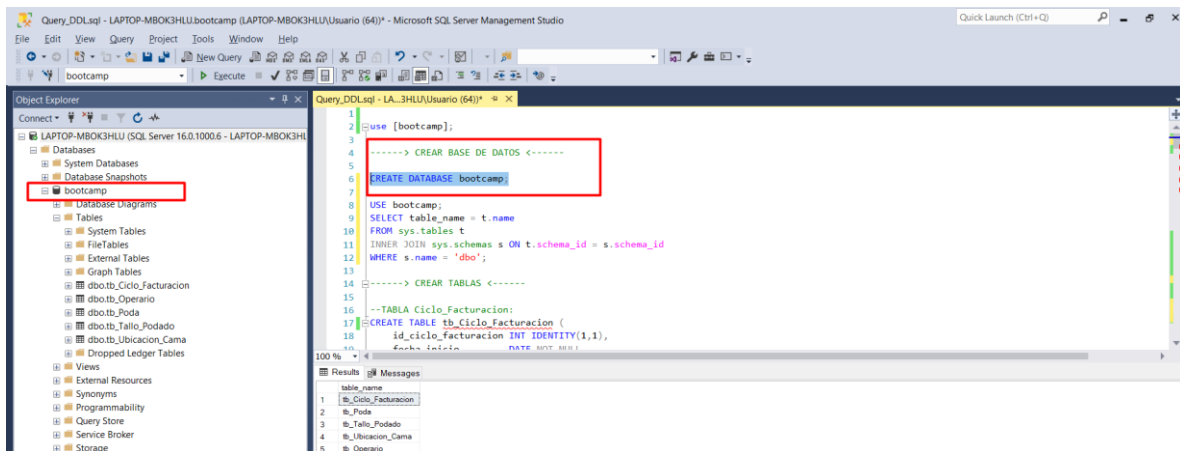 Query_DDL.sql - LAPTOP-MBOK3HLU.bootcamp (LAPTOP-MBOK3HLU\Usuario (64))* - Microsoft SQL Server Management Studio
Quick Launch (Ctrl+Q)
File Edit View Query Project Tools Window Help
New Query
bootcamp
Execute
Object Explorer
Query_DDL.sql - LA...3HLU\Usuario (64))*
Connect
LAPTOP-MBOK3HLU (SQL Server 16.0.1000.6 - LAPTOP-MBOK3HL
Databases
System Databases
Database Snapshots
bootcamp
Database Diagrams
Tables
System Tables
FileTables
External Tables
Graph Tables
dbo.tb_Ciclo_Facturacion
dbo.tb_Operario
dbo.tb_Poda
dbo.tb_Tallo_Podado
dbo.tb_Ubicacion_Cama
Dropped Ledger Tables
Views
External Resources
Synonyms
Programmability
Query Store
Service Broker
Storage
1
2 use [bootcamp];
3
4 ------> CREAR BASE DE DATOS <------
5
6 CREATE DATABASE bootcamp;
7
8 USE bootcamp;
9 SELECT table_name = t.name
10 FROM sys.tables t
11 INNER JOIN sys.schemas s ON t.schema_id = s.schema_id
12 WHERE s.name = 'dbo';
13
14 ------> CREAR TABLAS <------
15
16 --TABLA Ciclo_Facturacion:
17 CREATE TABLE tb_Ciclo_Facturacion (
18 id_ciclo_facturacion INT IDENTITY(1,1),
19 fecha_inicio DATE NOT NULL
100 %
Results Messages
table_name
1 tb_Ciclo_Facturacion
2 tb_Poda
3 tb_Tallo_Podado
4 tb_Ubicacion_Cama
5 tb_Operario